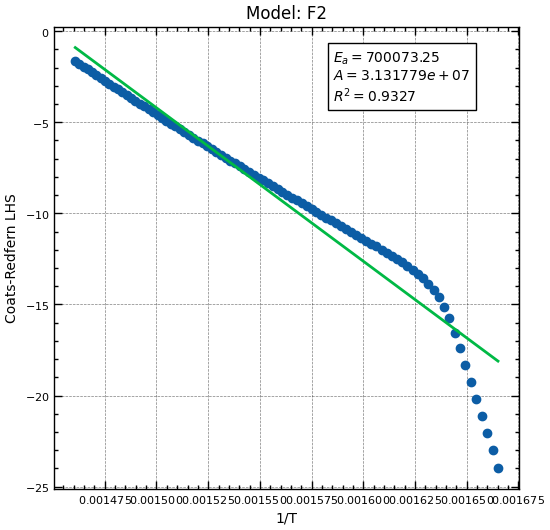 Model: F2
E_a = 700073.25
A = 3.131779e + 07
R² = 0.9327
0
−5
−10
−15
−20
−25
Coats-Redfern LHS
0.001475 0.001500 0.001525 0.001550 0.001575 0.001600 0.001625 0.001650 0.001675
1/T